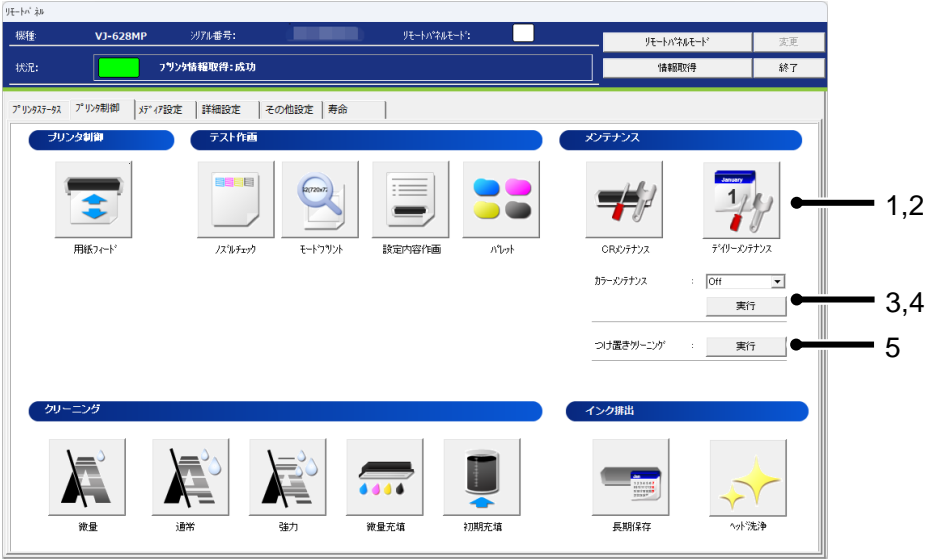 ﾘﾓｰﾄﾊﾟﾈﾙ
機種: VJ-628MP ｼﾘｱﾙ番号: ﾘﾓｰﾄﾊﾟﾈﾙﾓｰﾄﾞ: ﾘﾓｰﾄﾊﾟﾈﾙﾓｰﾄﾞ 変更
状況: ﾌﾟﾘﾝﾀ情報取得:成功 情報取得 終了
ﾌﾟﾘﾝﾀｽﾃｰﾀｽ ﾌﾟﾘﾝﾀ制御 ﾒﾃﾞｨｱ設定 詳細設定 その他設定 寿命
プリンタ制御 テスト作画 メンテナンス
January
1
1,2
用紙ﾌｨｰﾄﾞ ﾉｽﾞﾙﾁｪｯｸ ﾓｰﾄﾞﾌﾟﾘﾝﾄ 設定内容作画 ﾊﾟﾚｯﾄ CRﾒﾝﾃﾅﾝｽ ﾃﾞｲﾘｰﾒﾝﾃﾅﾝｽ
ｶﾗｰﾒﾝﾃﾅﾝｽ : Off
実行
3,4
つけ置きｸﾘｰﾆﾝｸﾞ : 実行
5
クリーニング インク排出
微量 通常 強力 微量充填 初期充填 長期保存 ﾍｯﾄﾞ洗浄